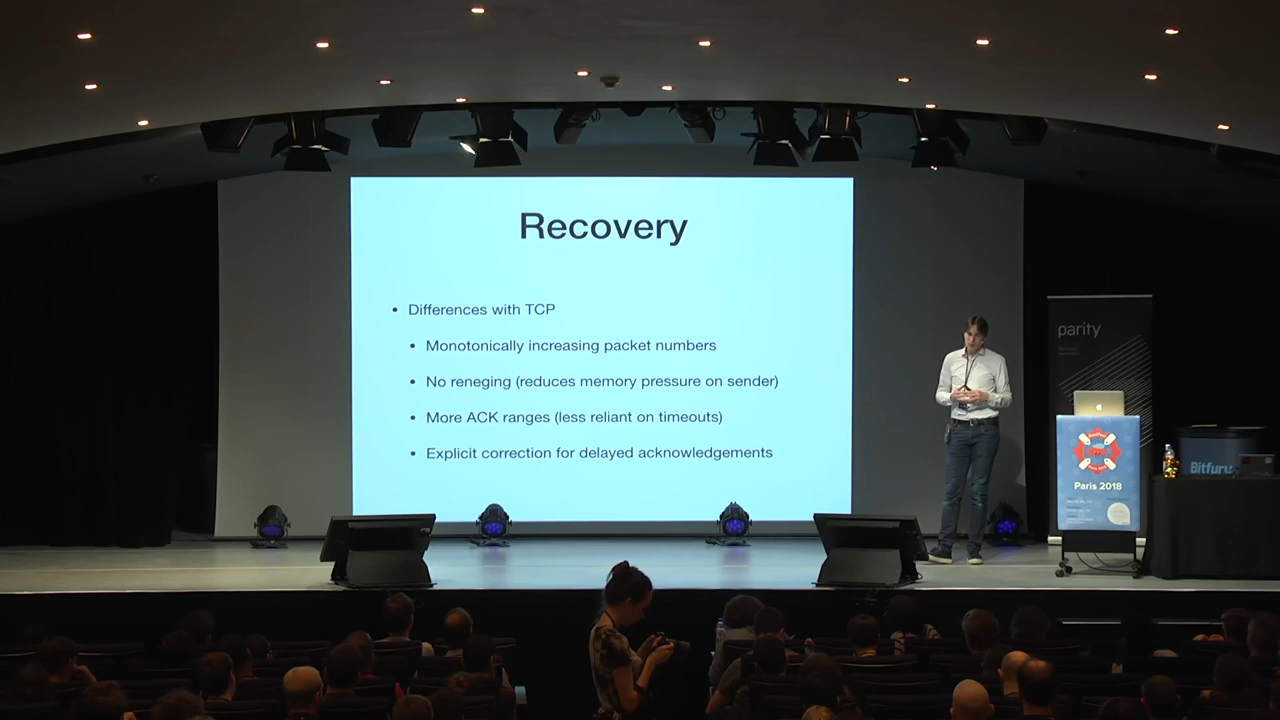 Recovery
• Differences with TCP
• Monotonically increasing packet numbers
• No reneging (reduces memory pressure on sender)
• More ACK ranges (less reliant on timeouts)
• Explicit correction for delayed acknowledgements
parity
Paris 2018
Bitfury